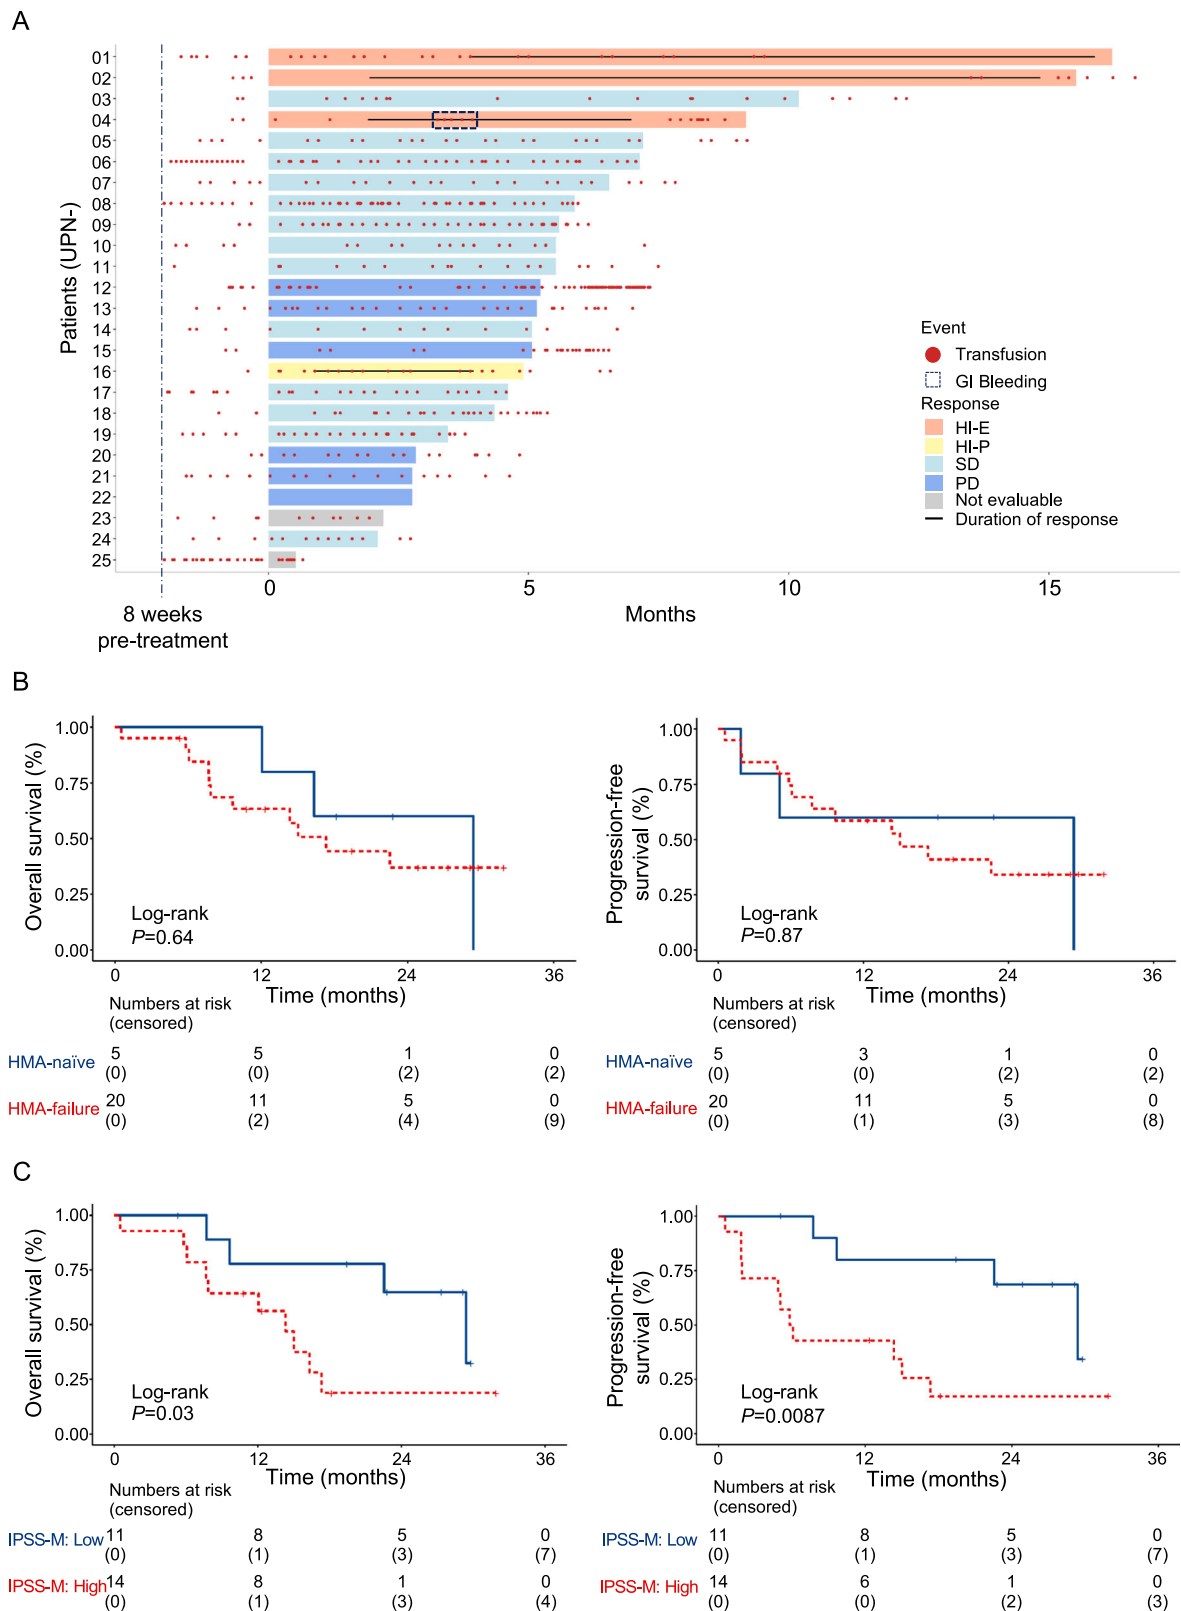 A
Patients (UPN-)
01
02
03
04
05
06
07
08
09
10
11
12
13
14
15
16
17
18
19
20
21
22
23
24
25
Event
Transfusion
GI Bleeding
Response
HI-E
HI-P
SD
PD
Not evaluable
Duration of response
0 5 10 15
8 weeks
pre-treatment
Months
B
Overall survival (%)
1.00
0.75
0.50
0.25
0.00
Log-rank
P=0.64
0 12 24 36
Time (months)
Numbers at risk
(censored)
HMA-naïve 5 5 1 0
(0) (0) (2) (2)
HMA-failure 20 11 5 0
(0) (2) (4) (9)
Progression-free
survival (%)
1.00
0.75
0.50
0.25
0.00
Log-rank
P=0.87
0 12 24 36
Time (months)
Numbers at risk
(censored)
HMA-naïve 5 3 1 0
(0) (0) (2) (2)
HMA-failure 20 11 5 0
(0) (1) (3) (8)
C
Overall survival (%)
1.00
0.75
0.50
0.25
0.00
Log-rank
P=0.03
0 12 24 36
Time (months)
Numbers at risk
(censored)
IPSS-M: Low 11 8 5 0
(0) (1) (3) (7)
IPSS-M: High 14 8 1 0
(0) (1) (3) (4)
Progression-free
survival (%)
1.00
0.75
0.50
0.25
0.00
Log-rank
P=0.0087
0 12 24 36
Time (months)
Numbers at risk
(censored)
IPSS-M: Low 11 8 5 0
(0) (1) (3) (7)
IPSS-M: High 14 6 1 0
(0) (0) (2) (3)